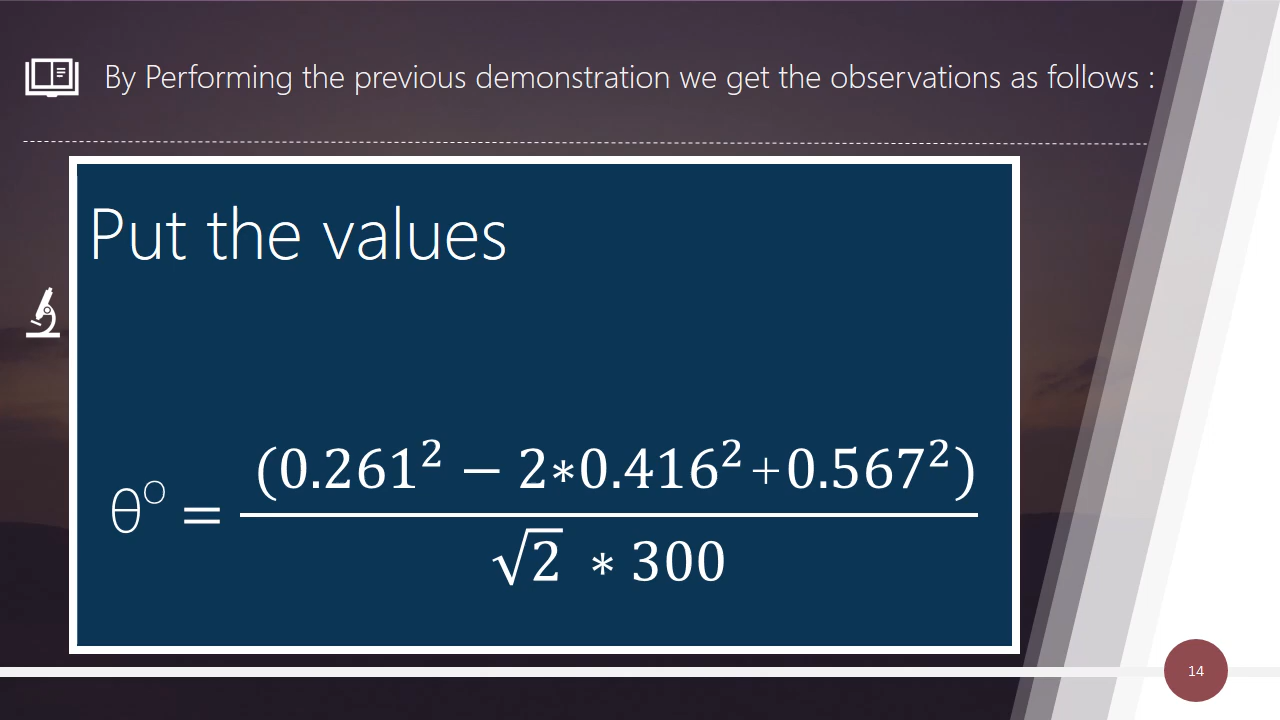 By Performing the previous demonstration we get the observations as follows :
Put the values
θ⁰ = (0.261² − 2*0.416²+0.567²) / √2 * 300
14